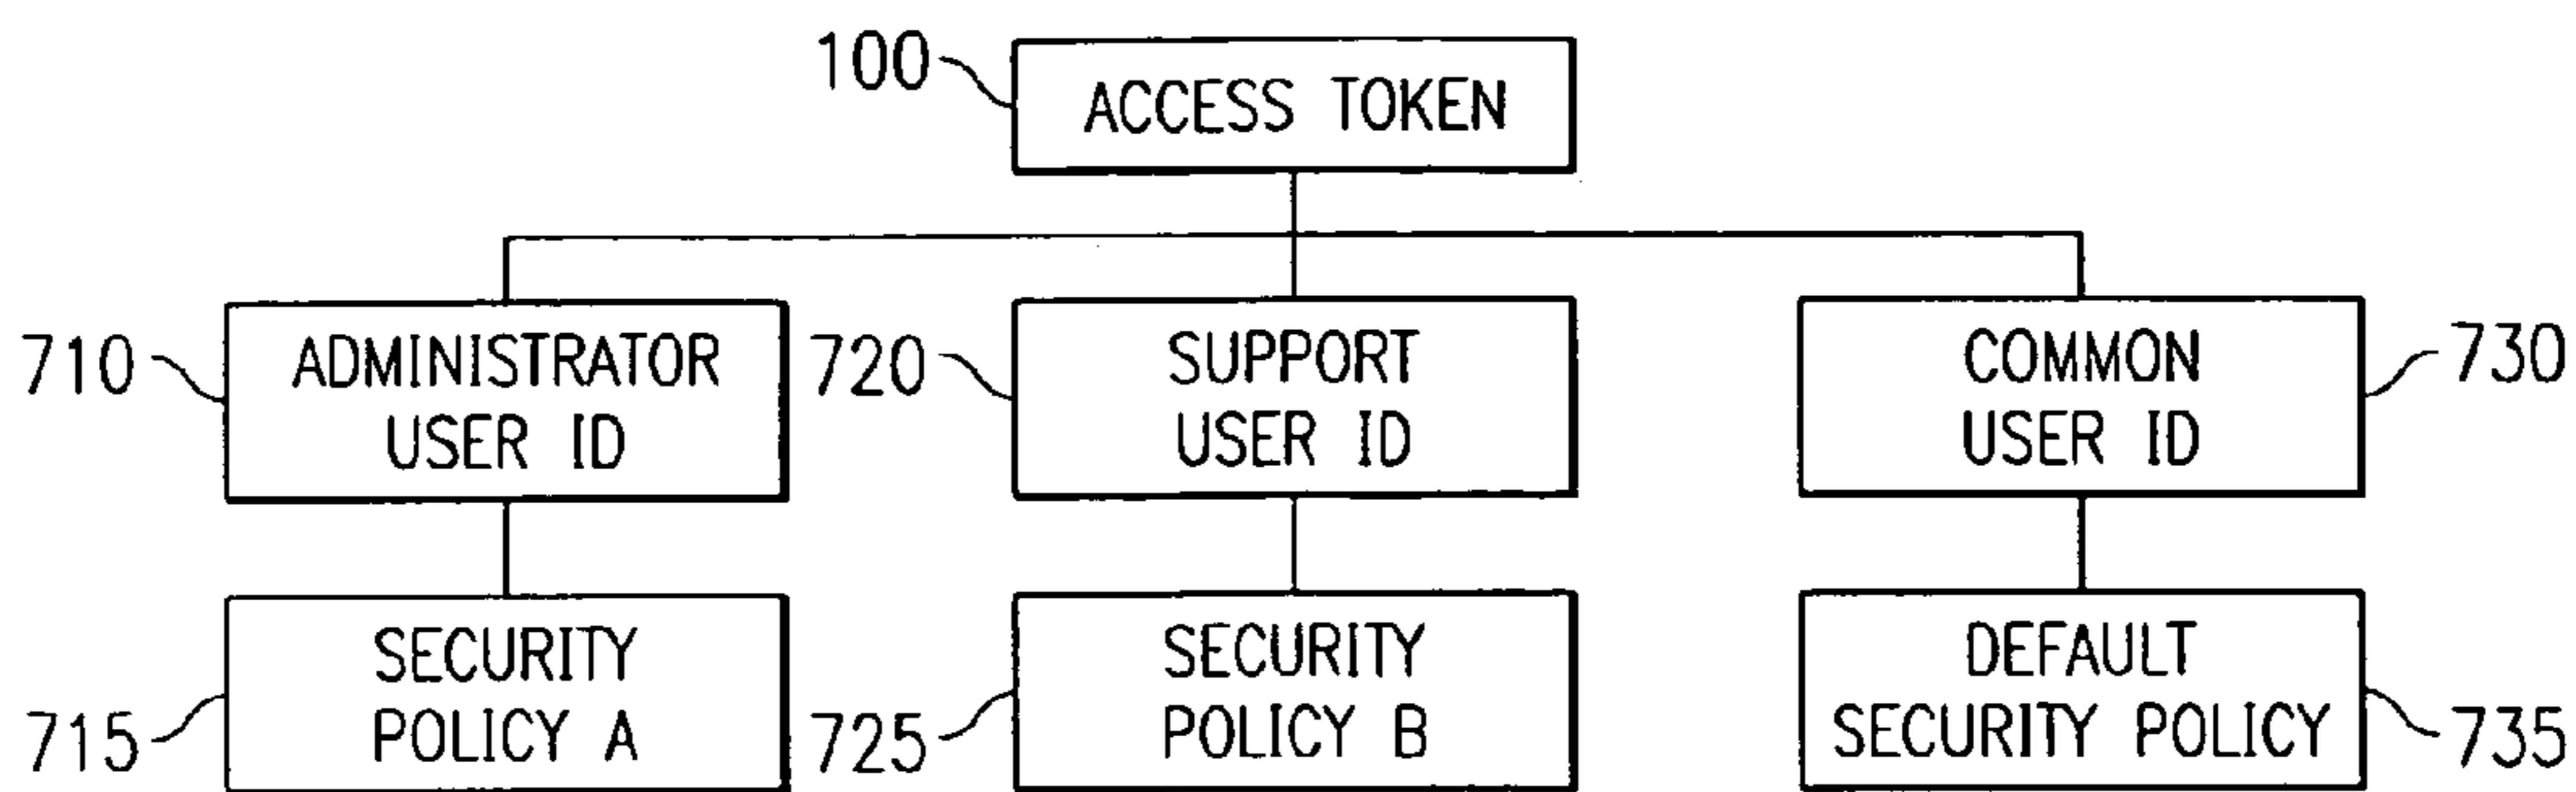 100
ACCESS TOKEN
710
ADMINISTRATOR
USER ID
720
SUPPORT
USER ID
COMMON
USER ID
730
715
SECURITY
POLICY A
725
SECURITY
POLICY B
DEFAULT
SECURITY POLICY
735